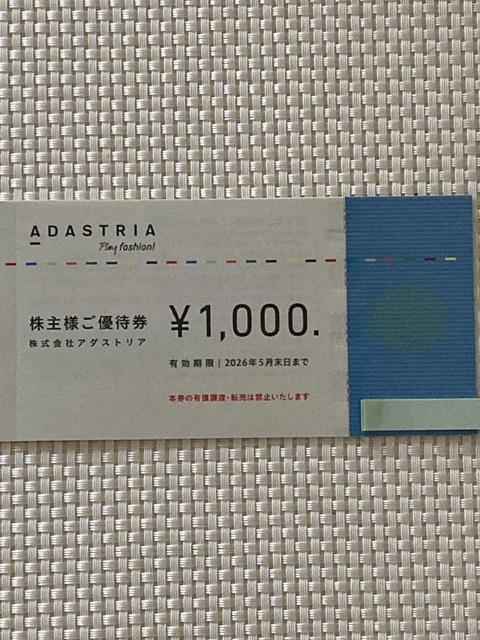 ADASTRIA
Play fashion!
株主様ご優待券
¥1,000.
株式会社アダストリア
有効期限|2026年5月末日まで
本券の有償譲渡・転売は禁止いたします